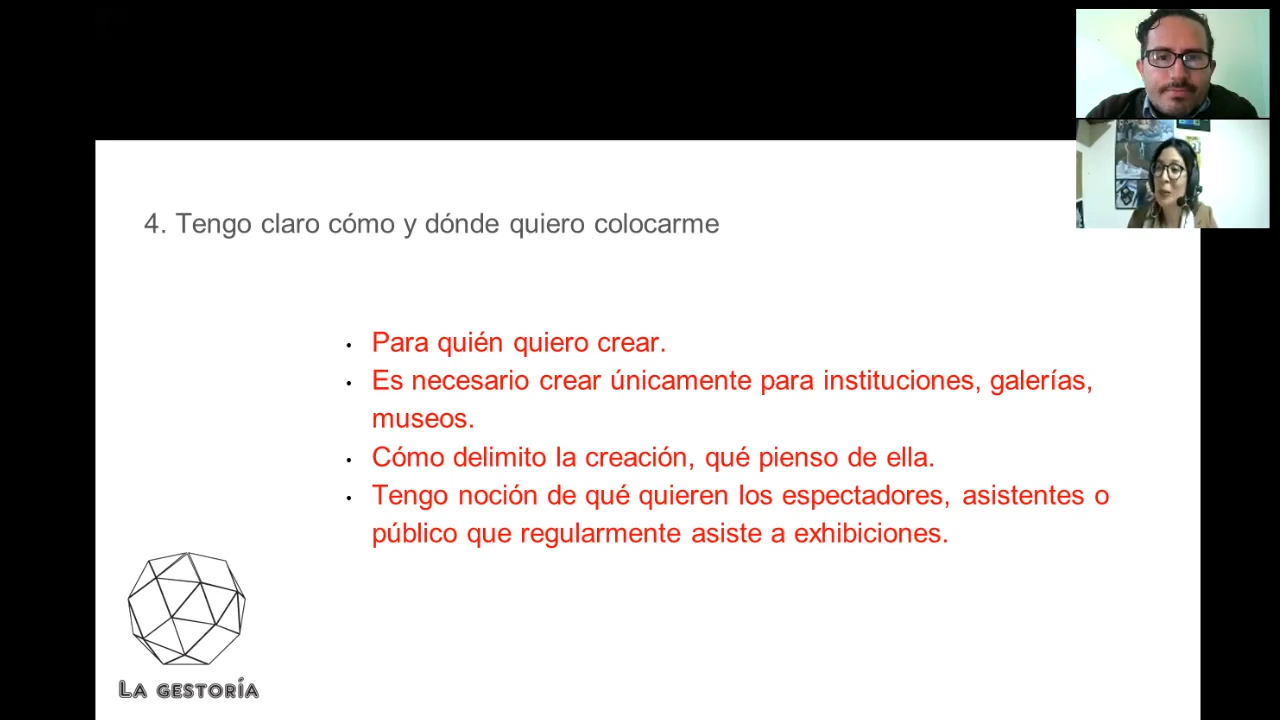 4. Tengo claro cómo y dónde quiero colocarme
• Para quién quiero crear.
• Es necesario crear únicamente para instituciones, galerías,
museos.
• Cómo delimito la creación, qué pienso de ella.
• Tengo noción de qué quieren los espectadores, asistentes o
público que regularmente asiste a exhibiciones.
LA GESTORÍA